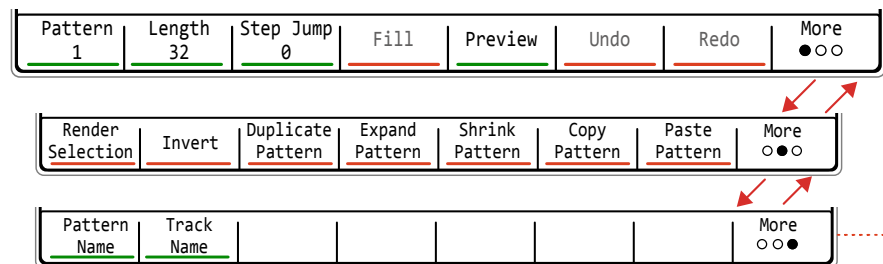 Pattern Length Step Jump Fill Preview Undo Redo More
1 32 0
Render Invert Duplicate Expand Shrink Copy Paste More
Selection Pattern Pattern Pattern Pattern Pattern
Pattern Track More
Name Name